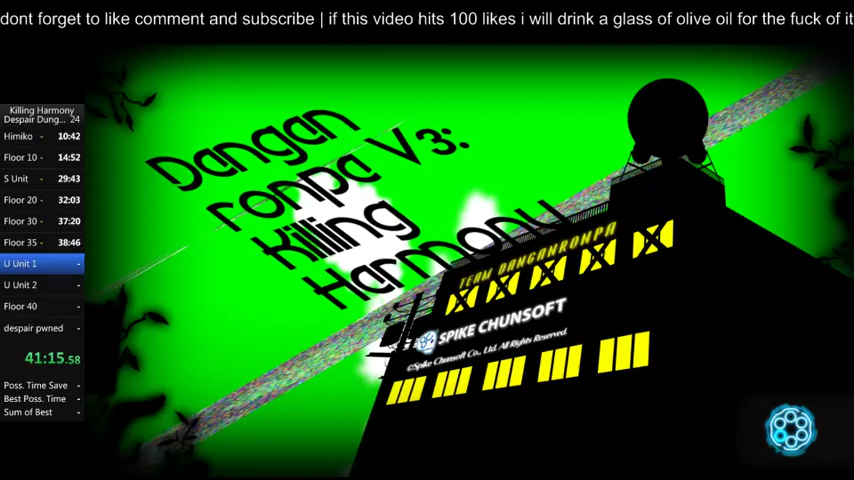 dont forget to like comment and subscribe | if this video hits 100 likes i will drink a glass of olive oil for the fuck of it
Killing Harmony
Despair Dung... 24
Himiko - 10:42
Floor 10 - 14:52
S Unit - 29:43
Floor 20 - 32:03
Floor 30 - 37:20
Floor 35 - 38:46
U Unit 1 -
U Unit 2 -
Floor 40 -
despair pwned -
41:15.58
Poss. Time Save -
Best Poss. Time -
Sum of Best -
Dangan
ronpa V3:
Killing
Harmony
TEAM DANGANRONPA
SPIKE CHUNSOFT
©Spike Chunsoft Co., Ltd. All Rights Reserved.